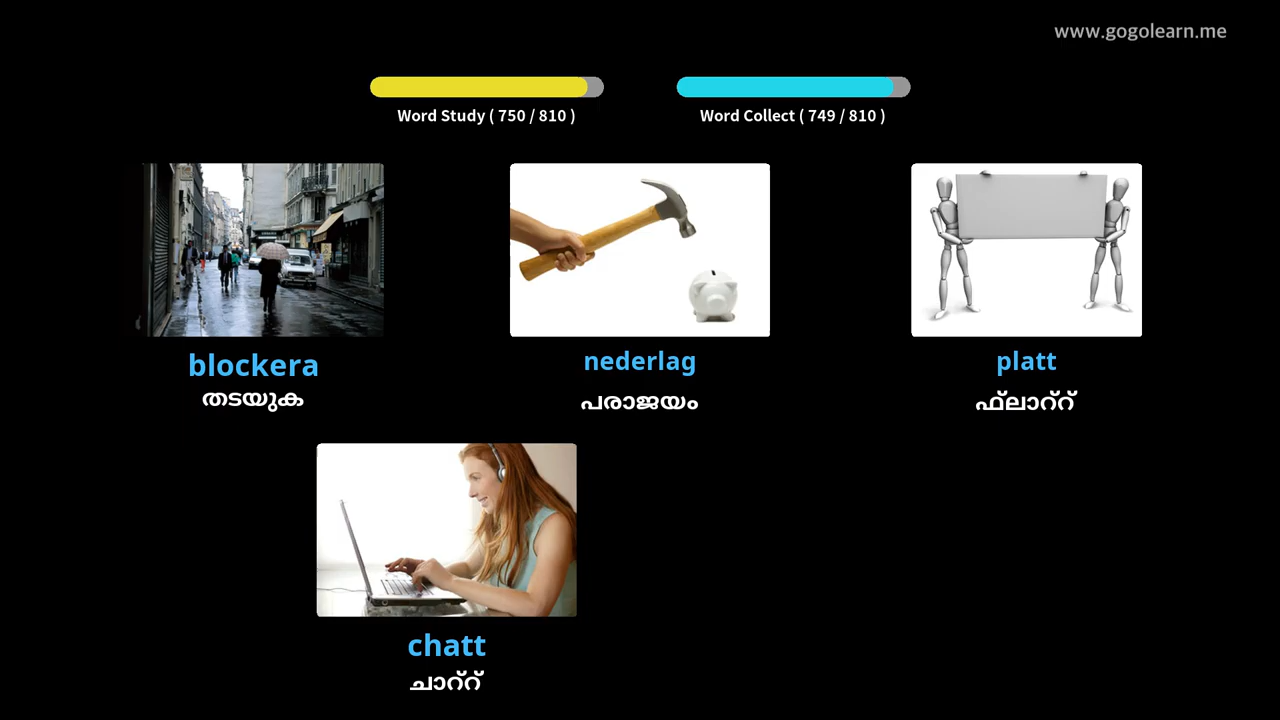 www.gogolearn.me
Word Study ( 750 / 810 )
Word Collect ( 749 / 810 )
blockera
nederlag
platt
തടയുക
പരാജയം
ഫ്ലാറ്റ്
chatt
ചാറ്റ്